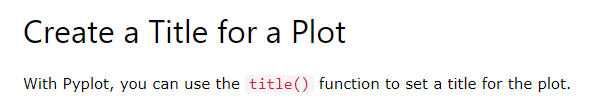 Create a Title for a Plot
With Pyplot, you can use the title() function to set a title for the plot.